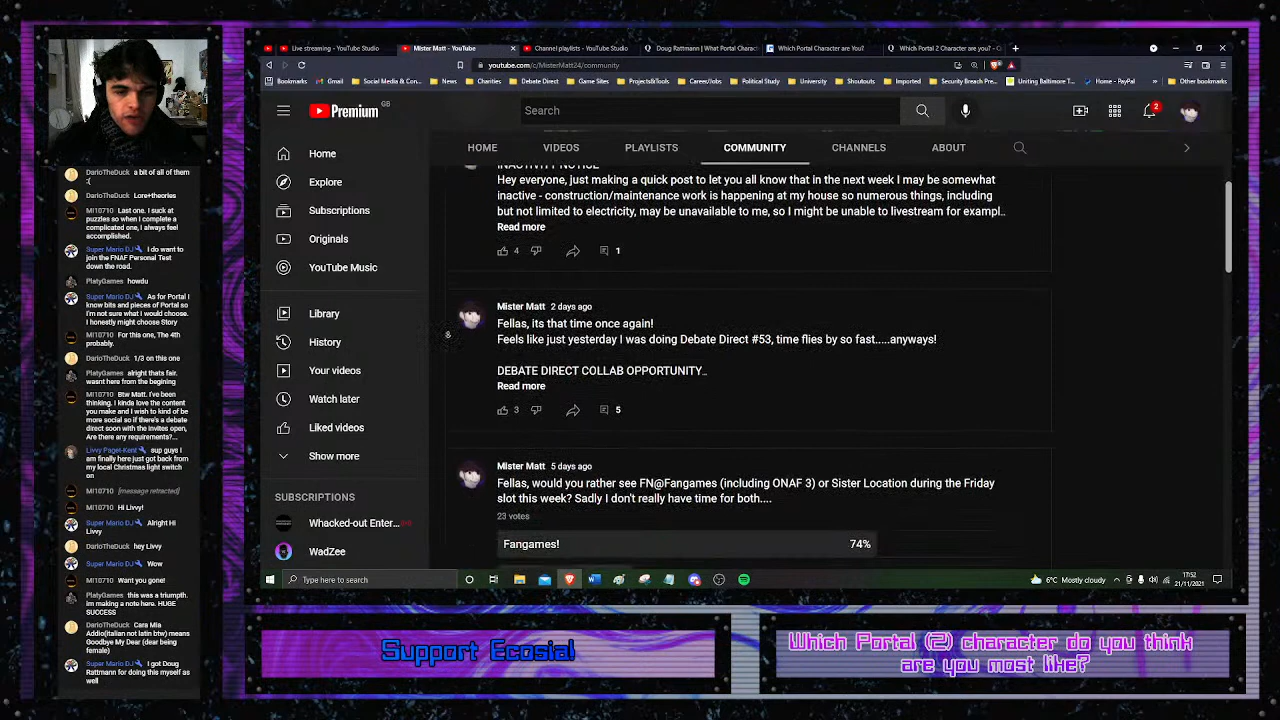 Live streaming - YouTube Studio
Mister Matt - YouTube
Channel playlists - YouTube Studio
Doug Rattmann | What Portal Charac
Which Portal Character are You?
Which Portal 2 Character are you? - Q
youtube.com/c/MisterMatt24/community
Bookmarks
Gmail
Social Media & Con...
News
Charities
Debate Direct
Game Sites
Projects&Tools
Career/Jobs
Political Study
University
Shoutouts
Imported
Security Breach Pre...
Uniting Baltimore T...
Home - PayPal
Other bookmarks
Premium
GB
Search
2
HOME
VIDEOS
PLAYLISTS
COMMUNITY
CHANNELS
ABOUT
Home
Explore
Subscriptions
Originals
YouTube Music
Library
History
Your videos
Watch later
Liked videos
Show more
SUBSCRIPTIONS
Whacked-out Enter...
WadZee
INACTIVITY NOTICE
Hey everyone, just making a quick post to let you all know that in the next week I may be somewhat
inactive - construction/maintenance work is happening at my house so numerous things, including
but not limited to electricity, may be unavailable to me, so I might be unable to livestream for exampl...
Read more
4
1
Mister Matt 2 days ago
Fellas, its that time once again!
Feels like just yesterday I was doing Debate Direct #53, time flies by so fast.....anyways!
DEBATE DIRECT COLLAB OPPORTUNITY...
Read more
3
5
Mister Matt 5 days ago
Fellas, would you rather see FN@Fangames (including ONAF 3) or Sister Location during the Friday
slot this week? Sadly I don't really have time for both....
23 votes
Fangames!
74%
DarioTheDuck a bit of all of them
:(
DarioTheDuck Lore+theories
MI10710 Last one. I suck at
puzzles so when I complete a
complicated one, I always feel
accomplished.
Super Mario DJ I do want to
join the FNAF Personal Test
down the road.
PlatyGames howdu
Super Mario DJ As for Portal I
know bits and pieces of Portal so
I'm not sure what I would choose.
I honestly might choose Story
MI10710 For this one, The 4th
probably.
DarioTheDuck 1/3 on this one
PlatyGames alright thats fair.
wasnt here from the begining
MI10710 Btw Matt. I've been
thinking. I kinda love the content
you make and I wish to kind of be
more social so if there's a debate
direct soon with the invites open,
Are there any requirements?...
Livvy Paget-Kent sup guys I
am finally here just got back from
my local Christmas light switch
on
MI10710 [message retracted]
MI10710 Hi Livvy!
Super Mario DJ Alright Hi
Livvy
DarioTheDuck hey Livvy
Super Mario DJ Wow
MI10710 Want you gone!
PlatyGames this was a triumph.
im making a note here. HUGE
SUCCESS
DarioTheDuck Cara Mia
Addio(italian not latin btw) means
Goodbye My Dear (dear being
female)
Super Mario DJ I got Doug
Rattmann for doing this myself as
well
Type here to search
6°C Mostly cloudy
17:52
21/11/2021
Support Ecosia!
Which Portal (2) character do you think
are you most like?